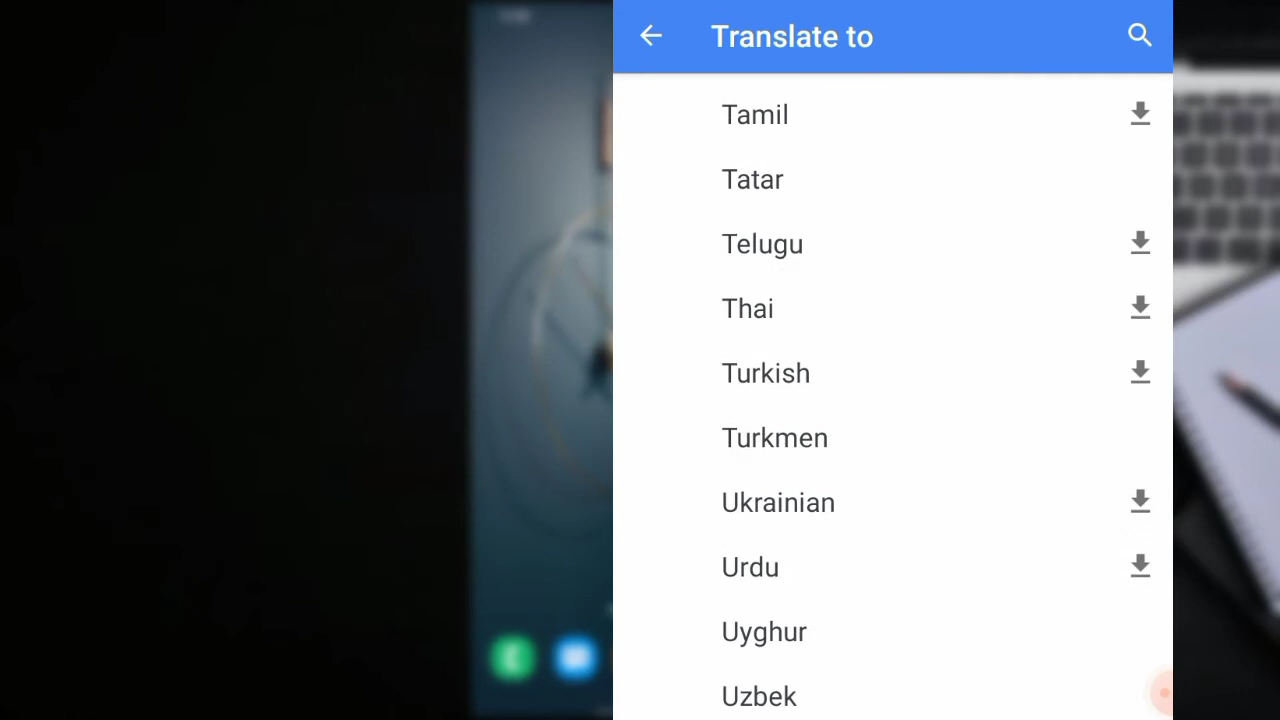 Translate to
Tamil
Tatar
Telugu
Thai
Turkish
Turkmen
Ukrainian
Urdu
Uyghur
Uzbek